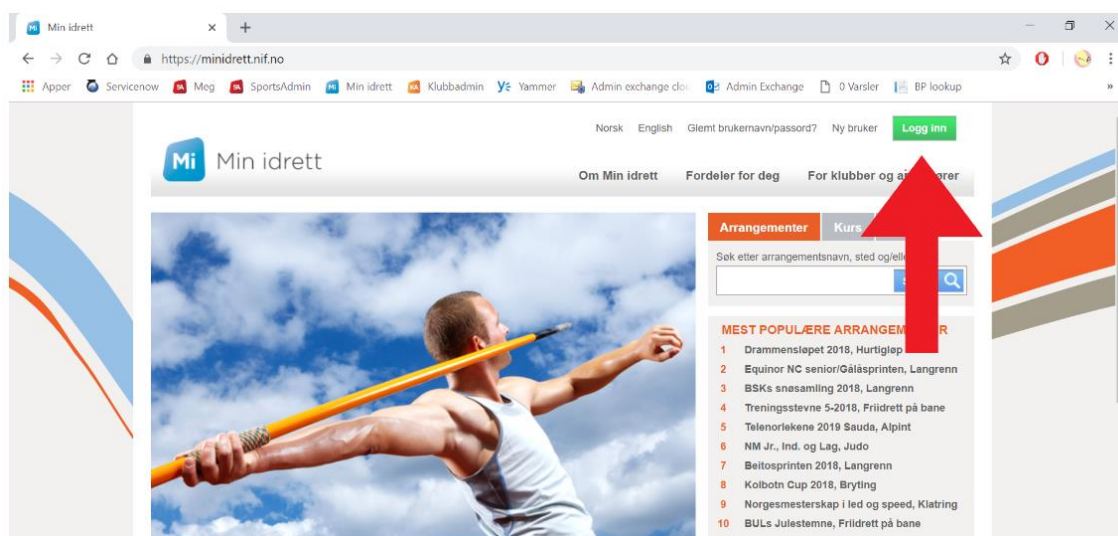 Min idrett
https://minidrett.nif.no
Apper Servicenow Meg SportsAdmin Min idrett Klubbadmin Yammer Admin exchange clo Admin Exchange 0 Varsler BP lookup
Norsk English Glemt brukernavn/passord? Ny bruker Logg inn
Mi Min idrett
Om Min idrett Fordeler for deg For klubber og
Arrangementer Kurs
Søk etter arrangementsnavn, sted
MEST POPULÆRE
1 Drammensløpet 2018, Hurtigløp
2 Equinor NC senior/Gålåsprinten, Langrenn
3 BSKs snøsamling 2018, Langrenn
4 Treningsstevne 5-2018, Friidrett på bane
5 Telenorlekene 2019 Sauda, Alpint
6 NM Jr., Ind. og Lag, Judo
7 Beitosprinten 2018, Langrenn
8 Kolbotn Cup 2018, Bryting
9 Norgesmesterskap i led og speed, Klatring
10 BULs Julestemne, Friidrett på bane